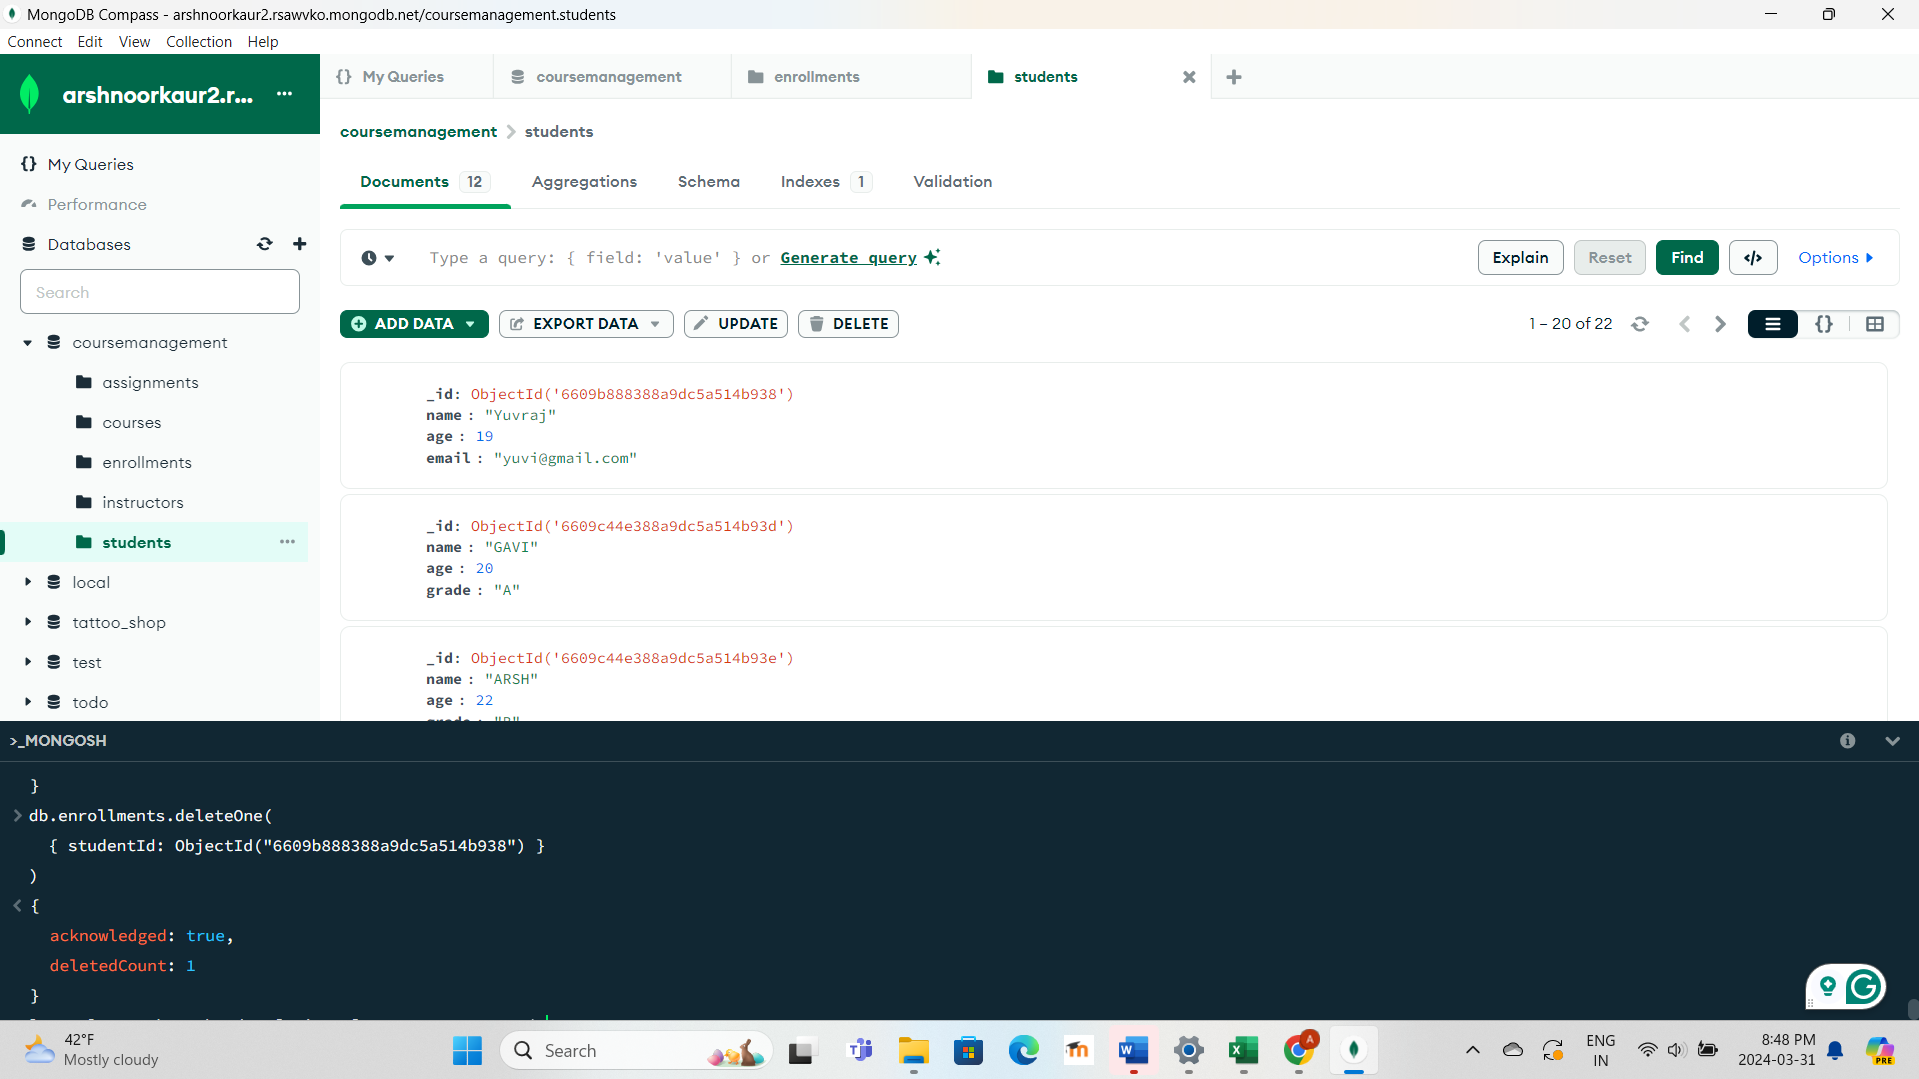 MongoDB Compass - arshnoorkaur2.rsawvko.mongodb.net/coursemanagement.students
Connect Edit View Collection Help
arshnoorkaur2.r... ...
{} My Queries
Performance
Databases
Search
coursemanagement
assignments
courses
enrollments
instructors
students ...
local
tattoo_shop
test
todo
{} My Queries
coursemanagement
enrollments
students
coursemanagement > students
Documents 12 Aggregations Schema Indexes 1 Validation
Type a query: { field: 'value' } or Generate query
Explain Reset Find </> Options
ADD DATA EXPORT DATA UPDATE DELETE
1 – 20 of 22
{}
_id: ObjectId('6609b888388a9dc5a514b938')
name : "Yuvraj"
age : 19
email : "yuvi@gmail.com"
_id: ObjectId('6609c44e388a9dc5a514b93d')
name : "GAVI"
age : 20
grade : "A"
_id: ObjectId('6609c44e388a9dc5a514b93e')
name : "ARSH"
age : 22
>_MONGOSH
}
> db.enrollments.deleteOne(
{ studentId: ObjectId("6609b888388a9dc5a514b938") }
)
< {
acknowledged: true,
deletedCount: 1
}
42°F
Mostly cloudy
Search
ENG
IN
8:48 PM
2024-03-31
PRE